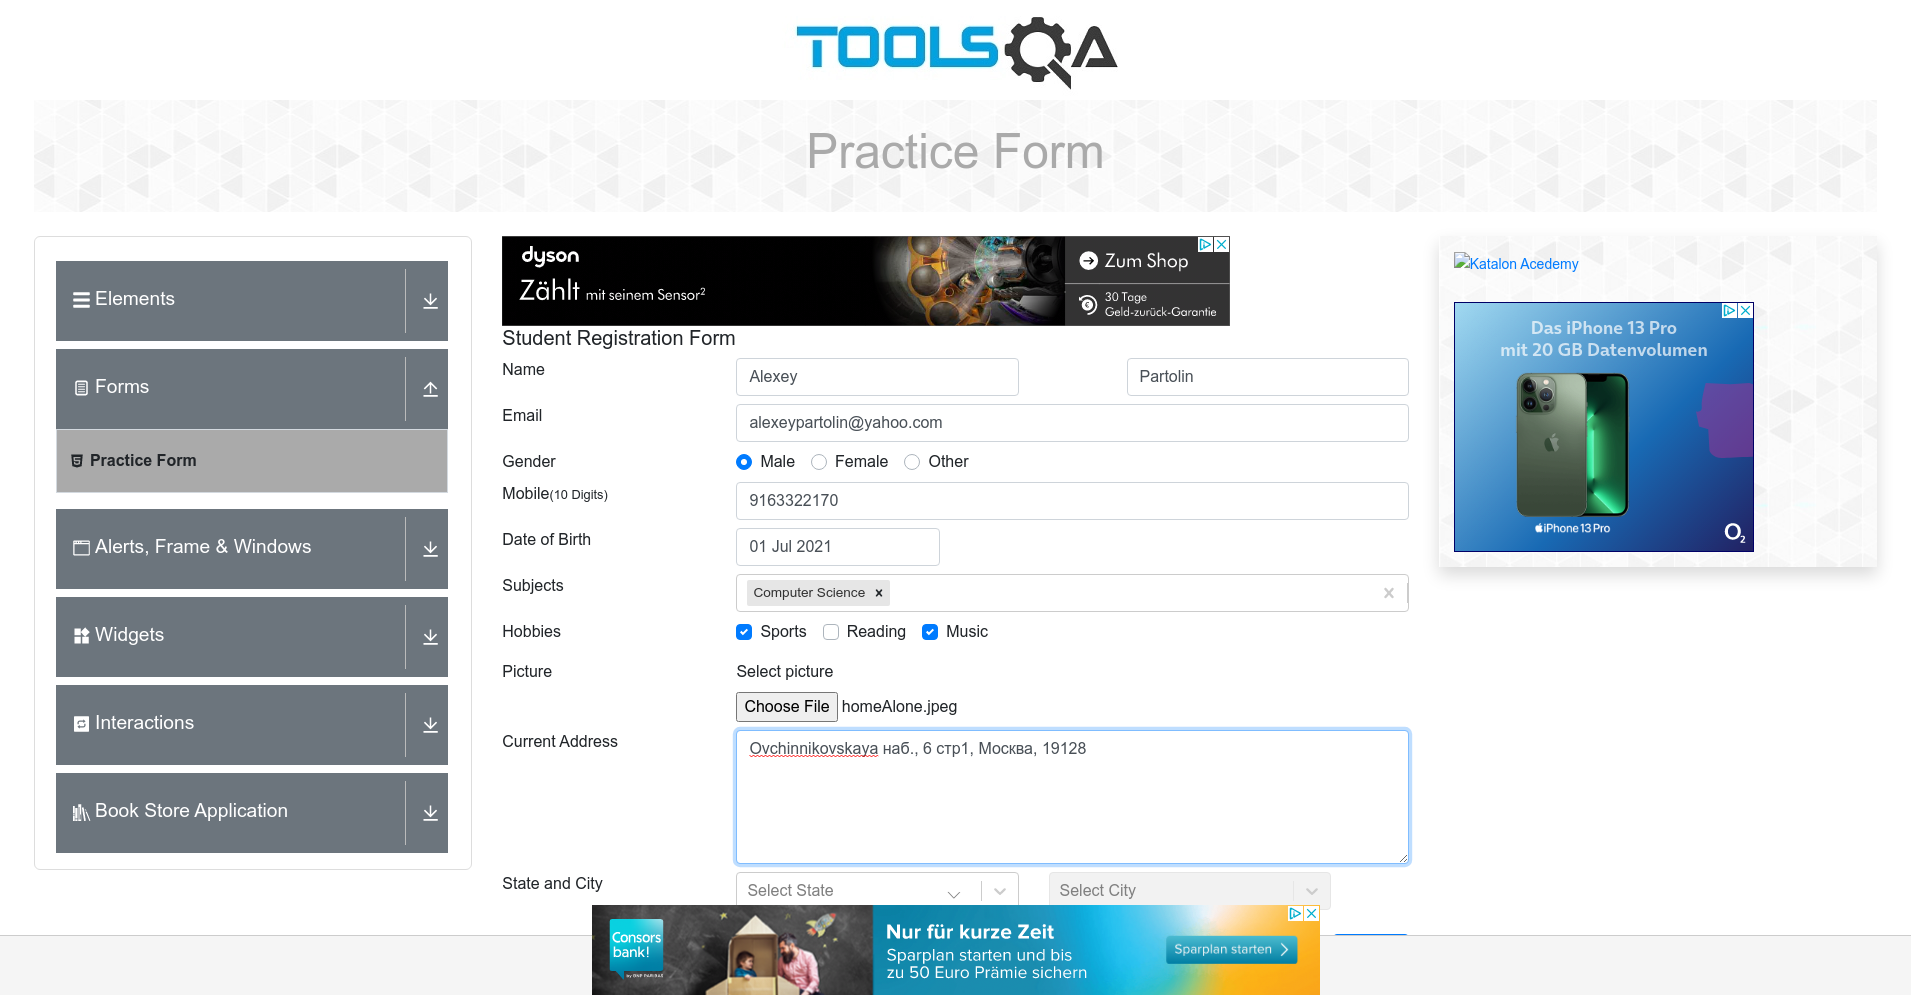 TOOLSQA
Practice Form
Elements
Forms
Practice Form
Alerts, Frame & Windows
Widgets
Interactions
Book Store Application
dyson
Zählt mit seinem Sensor²
Zum Shop
30 Tage
Geld-zurück-Garantie
Student Registration Form
Name Alexey Partolin
Email alexeypartolin@yahoo.com
Gender Male Female Other
Mobile(10 Digits) 9163322170
Date of Birth 01 Jul 2021
Subjects Computer Science
Hobbies Sports Reading Music
Picture Select picture
Choose File homeAlone.jpeg
Current Address Ovchinnikovskaya наб., 6 стр1, Москва, 19128
State and City Select State Select City
Katalon Acedemy
Das iPhone 13 Pro
mit 20 GB Datenvolumen
iPhone 13 Pro
O2
Consors
bank!
by BNP PARIBAS
Nur für kurze Zeit
Sparplan starten und bis
zu 50 Euro Prämie sichern
Sparplan starten